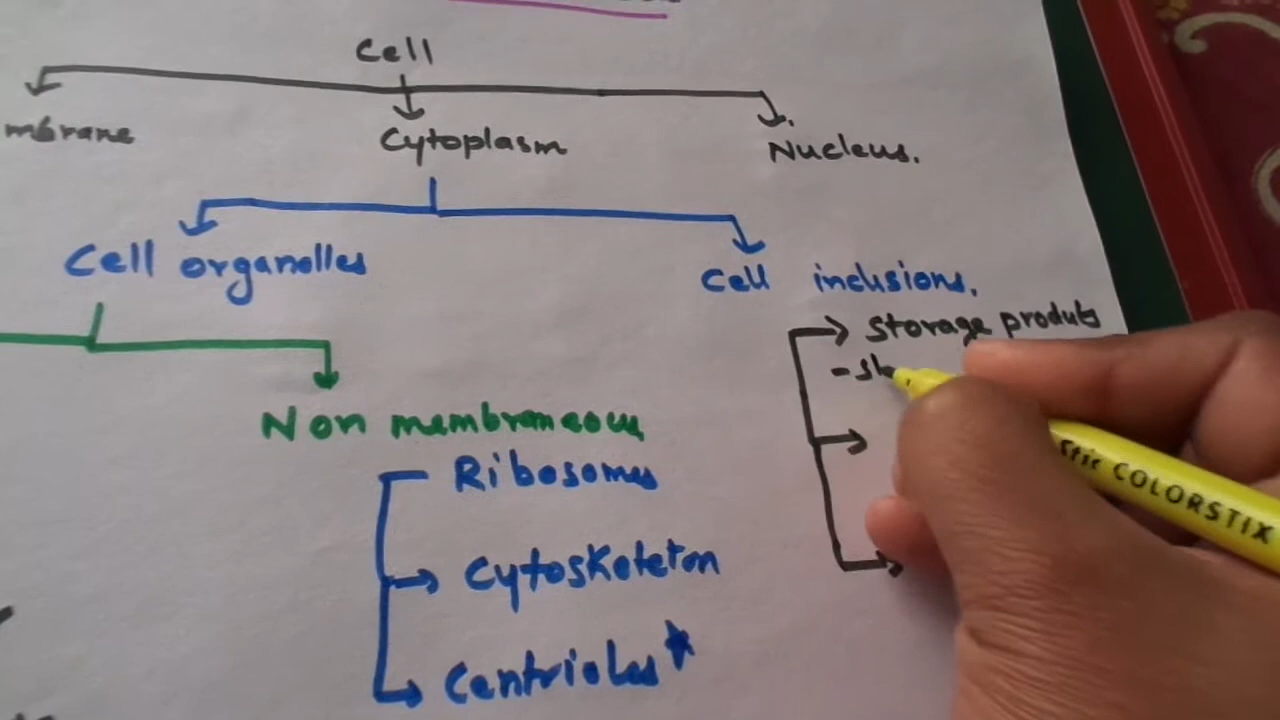 Cell
mbrane
Cytoplasm
Nucleus.
Cell organelles
Cell inclusions.
storage produts
Non membraneous
Ribosomes
Cytoskeleton
Centrioles*
COLORSTIX